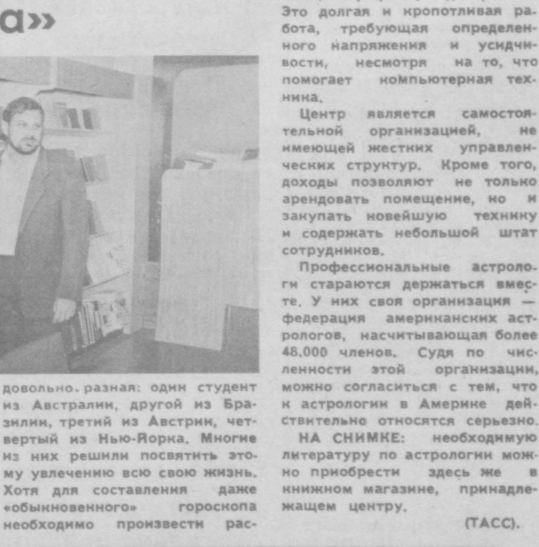 а»
довольно. разная: один студент
из Австралии, другой из Бра-
зилии, третий из Австрии, чет-
вертый из Нью-Йорка. Многие
из них решили посвятить это-
му увлечению всю свою жизнь.
Хотя для составления даже
«обыкновенного» гороскопа
необходимо произвести рас-
Это долгая и кропотливая ра-
бота, требующая определен-
ного напряжения и усидчи-
вости, несмотря на то, что
помогает компьютерная тех-
ника.
Центр является самостоя-
тельной организацией, не
имеющей жестких управлен-
ческих структур. Кроме того,
доходы позволяют не только
арендовать помещение, но и
закупать новейшую технику
и содержать небольшой штат
сотрудников.
Профессиональные астроло-
ги стараются держаться вмес-
те. У них своя организация —
федерация американских аст-
рологов, насчитывающая более
48.000 членов. Судя по чис-
ленности этой организации,
можно согласиться с тем, что
к астрологии в Америке дей-
ствительно относятся серьезно.
НА СНИМКЕ: необходимую
литературу по астрологии мож-
но приобрести здесь же в
книжном магазине, принадле-
жащем центру.
(ТАСС).